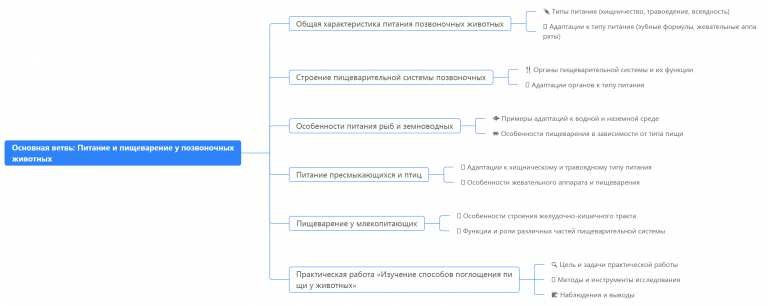 Общая характеристика питания позвоночных животных
Типы питания (хищничество, травоедение, всеядность)
Адаптации к типу питания (зубные формулы, жевательные аппа
раты)
Строение пищеварительной системы позвоночных
Органы пищеварительной системы и их функции
Адаптации органов к типу питания
Особенности питания рыб и земноводных
Примеры адаптаций к водной и наземной среде
Особенности пищеварения в зависимости от типа пищи
Основная ветвь: Питание и пищеварение у позвоночных
животных
Питание пресмыкающихся и птиц
Адаптации к хищническому и травоядному типу питания
Особенности жевательного аппарата и пищеварения
Пищеварение у млекопитающих
Особенности строения желудочно-кишечного тракта
Функции и роли различных частей пищеварительной системы
Практическая работа «Изучение способов поглощения пи
щи у животных»
Цель и задачи практической работы
Методы и инструменты исследования
Наблюдения и выводы